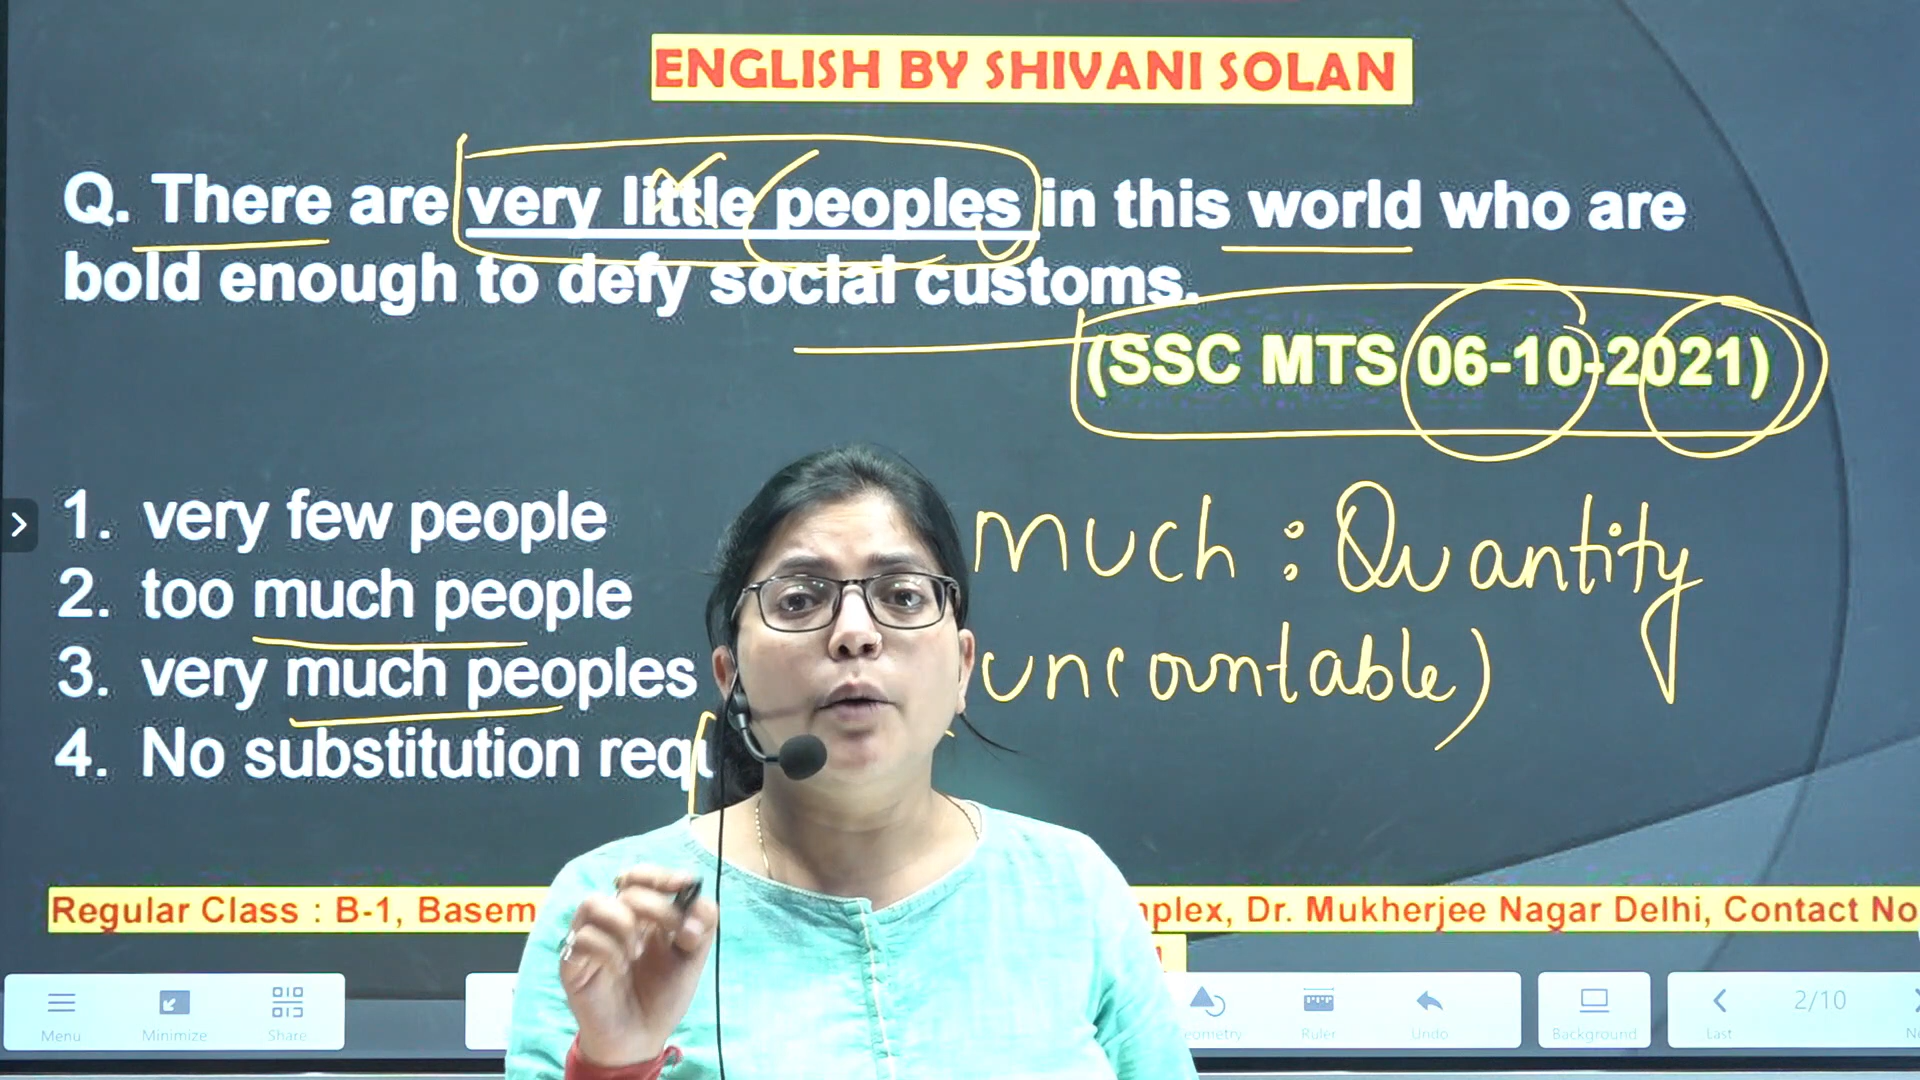 ENGLISH BY SHIVANI SOLAN
Q. There are very little peoples in this world who are
bold enough to defy social customs.
(SSC MTS 06-10-2021)
1. very few people
2. too much people
3. very much peoples
4. No substitution
much : Quantity
uncountable)
Regular Class : B-1, Dr. Mukherjee Nagar Delhi, Contact No
Menu Minimize Share Ruler Undo Background Last 2/10